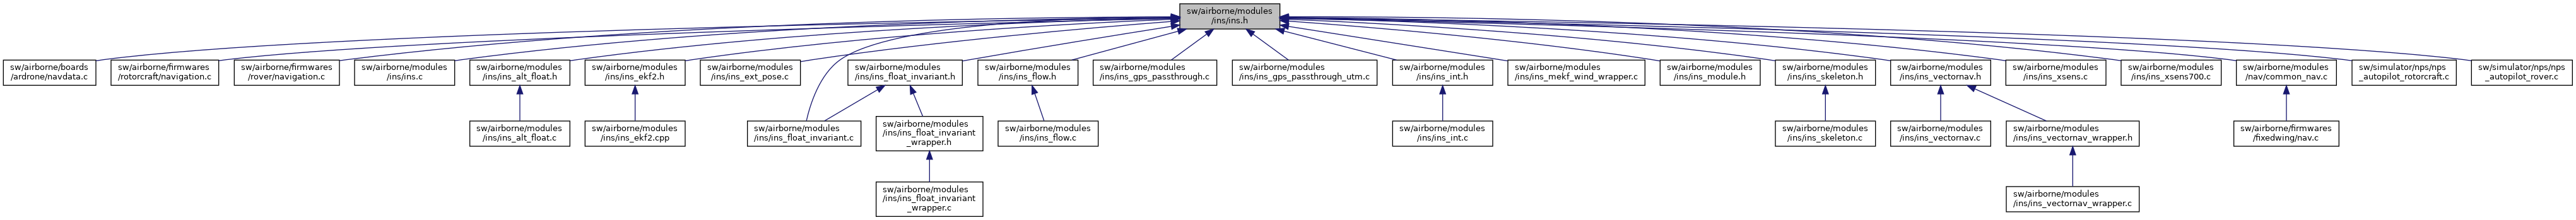 sw/airborne/modules
/ins/ins.h
sw/airborne/boards
/ardrone/navdata.c
sw/airborne/firmwares
/rotorcraft/navigation.c
sw/airborne/firmwares
/rover/navigation.c
sw/airborne/modules
/ins/ins.c
sw/airborne/modules
/ins/ins_alt_float.h
sw/airborne/modules
/ins/ins_ekf2.h
sw/airborne/modules
/ins/ins_ext_pose.c
sw/airborne/modules
/ins/ins_float_invariant.h
sw/airborne/modules
/ins/ins_flow.h
sw/airborne/modules
/ins/ins_gps_passthrough.c
sw/airborne/modules
/ins/ins_gps_passthrough_utm.c
sw/airborne/modules
/ins/ins_int.h
sw/airborne/modules
/ins/ins_mekf_wind_wrapper.c
sw/airborne/modules
/ins/ins_module.h
sw/airborne/modules
/ins/ins_skeleton.h
sw/airborne/modules
/ins/ins_vectornav.h
sw/airborne/modules
/ins/ins_xsens.c
sw/airborne/modules
/ins/ins_xsens700.c
sw/airborne/modules
/nav/common_nav.c
sw/simulator/nps/nps
_autopilot_rotorcraft.c
sw/simulator/nps/nps
_autopilot_rover.c
sw/airborne/modules
/ins/ins_alt_float.c
sw/airborne/modules
/ins/ins_ekf2.cpp
sw/airborne/modules
/ins/ins_float_invariant.c
sw/airborne/modules
/ins/ins_float_invariant
_wrapper.h
sw/airborne/modules
/ins/ins_flow.c
sw/airborne/modules
/ins/ins_int.c
sw/airborne/modules
/ins/ins_skeleton.c
sw/airborne/modules
/ins/ins_vectornav.c
sw/airborne/modules
/ins/ins_vectornav_wrapper.h
sw/airborne/firmwares
/fixedwing/nav.c
sw/airborne/modules
/ins/ins_float_invariant
_wrapper.c
sw/airborne/modules
/ins/ins_vectornav_wrapper.c